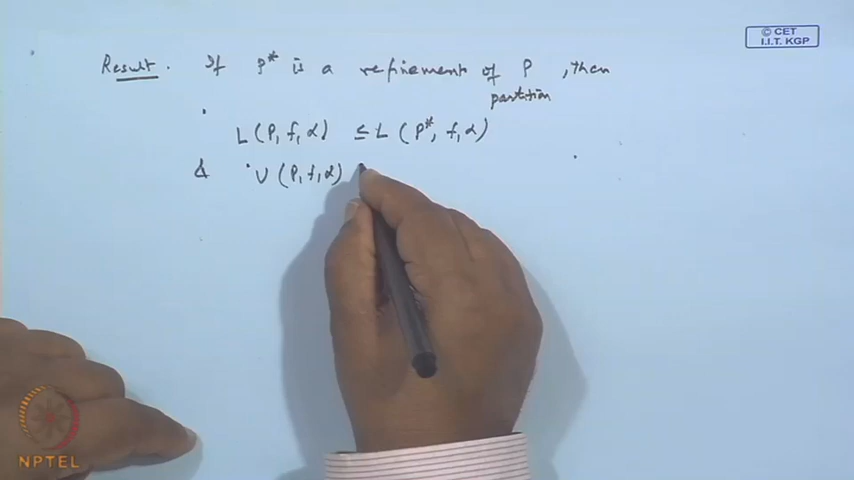 © CET
I.I.T. KGP
Result. If P* is a refinement of P, then
partition
L(P, f, α) ≤ L(P*, f, α)
& U(P, f, α)
NPTEL